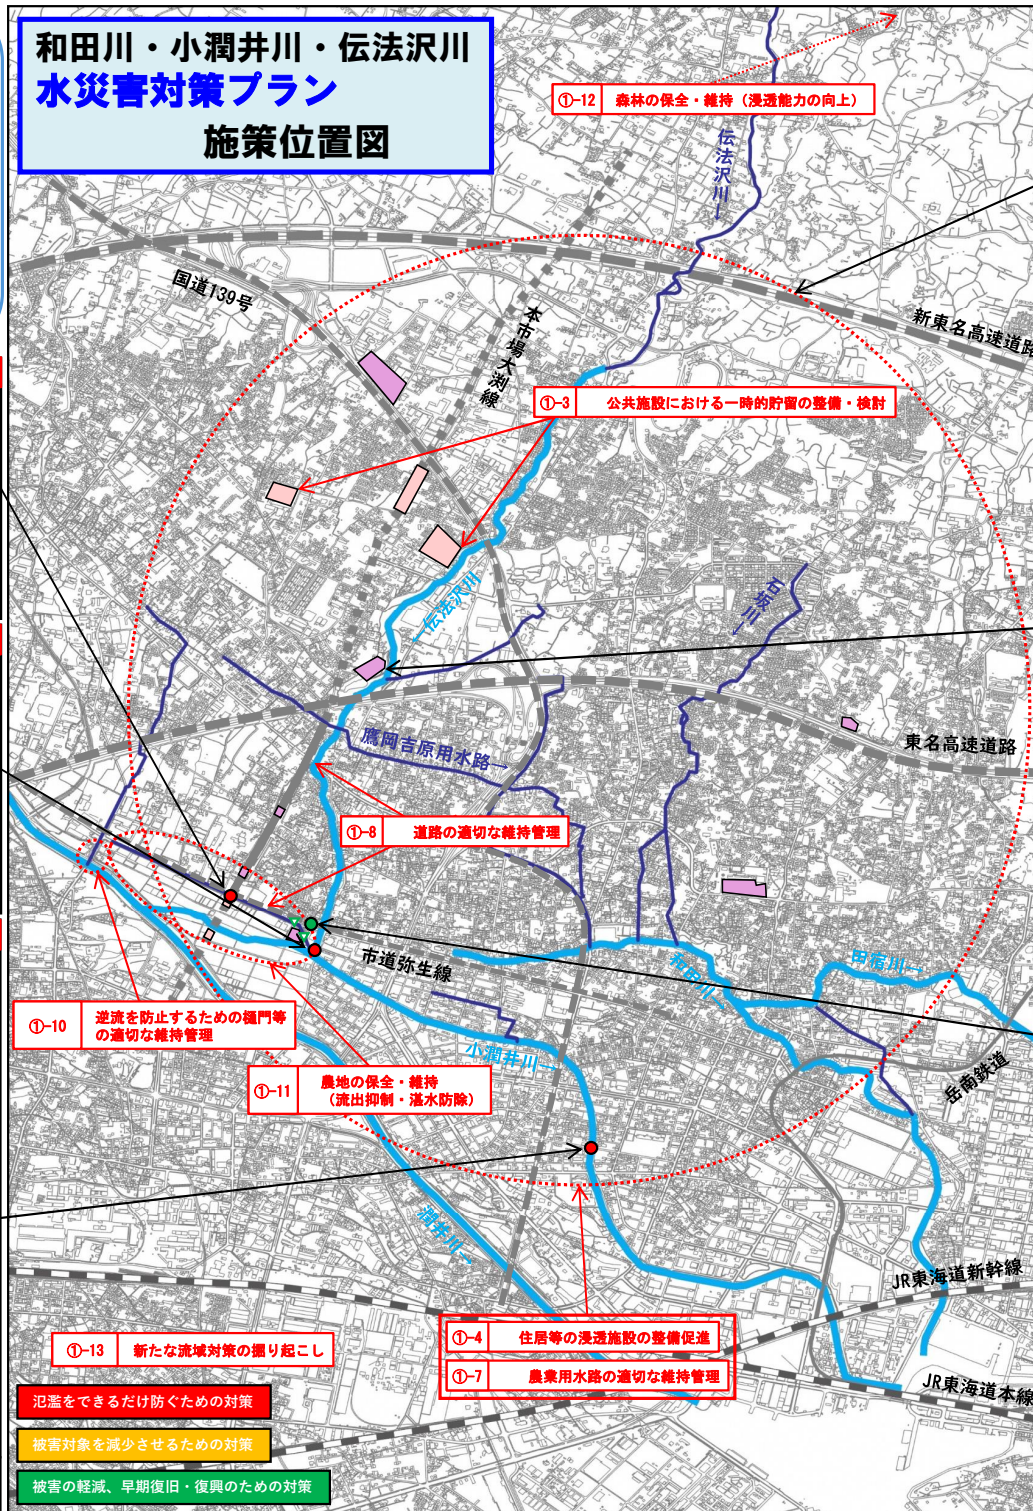 和田川・小潤井川・伝法沢川
水災害対策プラン
施策位置図
①-12 森林の保全・維持（浸透能力の向上）
伝法沢川→
国道139号
本市場大渕線
新東名高速道路
①-3 公共施設における一時的貯留の整備・検討
←伝法沢川
石坂川→
鷹岡吉原用水路→
東名高速道路
①-8 道路の適切な維持管理
市道弥生線
和田川→
田宿川→
①-10 逆流を防止するための樋門等
の適切な維持管理
小潤井川→
岳南鉄道
①-11 農地の保全・維持
（流出抑制・湛水防除）
潤井川→
JR東海道新幹線
①-4 住居等の浸透施設の整備促進
①-13 新たな流域対策の掘り起こし
①-7 農業用水路の適切な維持管理
JR東海道本線
氾濫をできるだけ防ぐための対策
被害対象を減少させるための対策
被害の軽減、早期復旧・復興のための対策